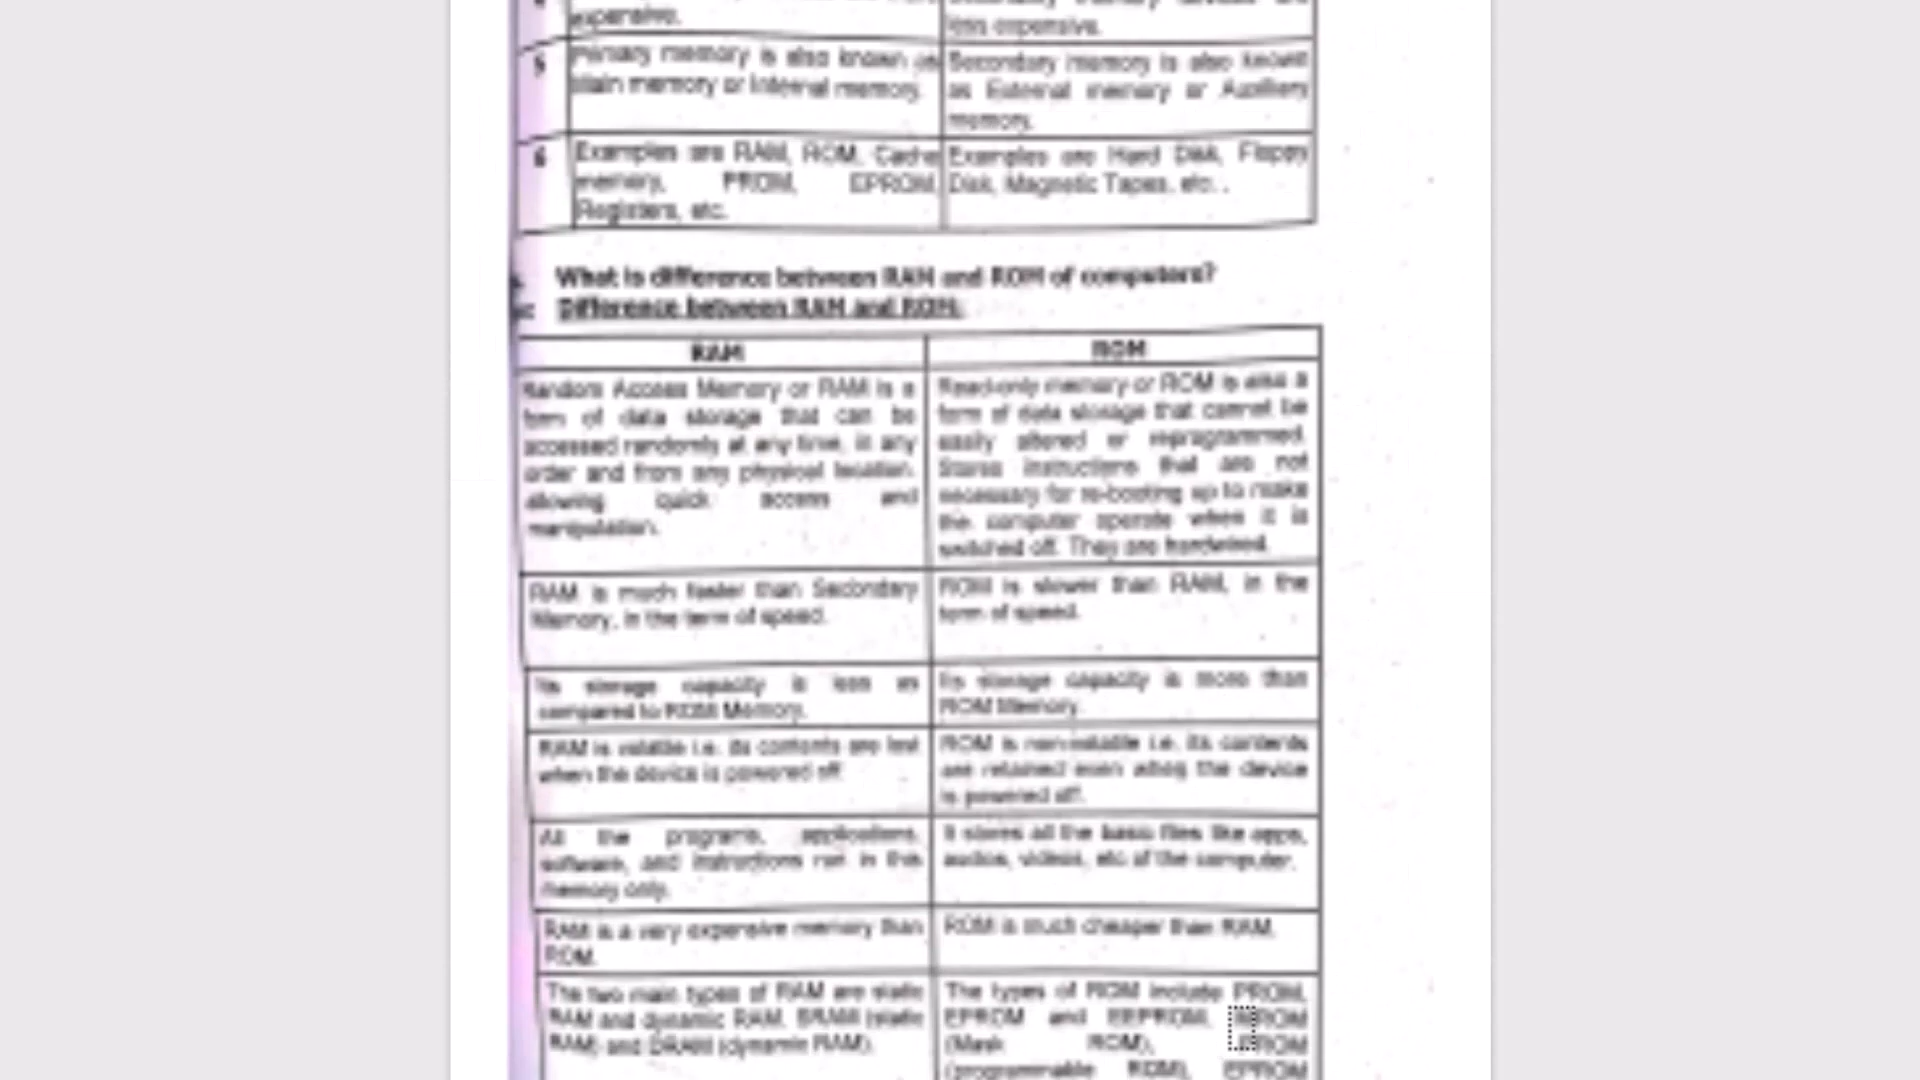 expensive.
less expensive.
5
Primary memory is also known as
Main memory or Internal memory.
Secondary memory is also known
as External memory or Auxiliary
memory.
6
Examples are RAM, ROM, Cache
memory, PROM, EPROM,
Registers, etc.
Examples are Hard Disk, Floppy
Disk, Magnetic Tapes, etc. .
What is difference between RAM and ROM of computers?
Difference between RAM and ROM:
RAM
ROM
Random Access Memory or RAM is a
form of data storage that can be
accessed randomly at any time, in any
order and from any physical location,
allowing quick access and
manipulation.
Read-only memory or ROM is also a
form of data storage that cannot be
easily altered or reprogrammed.
Stores instructions that are not
necessary for re-booting up to make
the computer operate when it is
switched off. They are hardwired.
RAM is much faster than Secondary
Memory, in the term of speed.
ROM is slower than RAM, in the
term of speed.
Its storage capacity is less as
compared to ROM Memory.
Its storage capacity is more than
ROM Memory.
RAM is volatile i.e. its contents are lost
when the device is powered off.
ROM is non-volatile i.e. its contents
are retained even when the device
is powered off.
All the programs, applications,
software, and instructions run in this
memory only.
It stores all the basic files like apps,
audios, videos, etc of the computer.
RAM is a very expensive memory than
ROM.
ROM is much cheaper than RAM.
The two main types of RAM are static
RAM and dynamic RAM. SRAM (static
RAM) and DRAM (dynamic RAM).
The types of ROM include PROM,
EPROM and EEPROM, MROM
(Mask ROM), PROM
(programmable ROM), EPROM